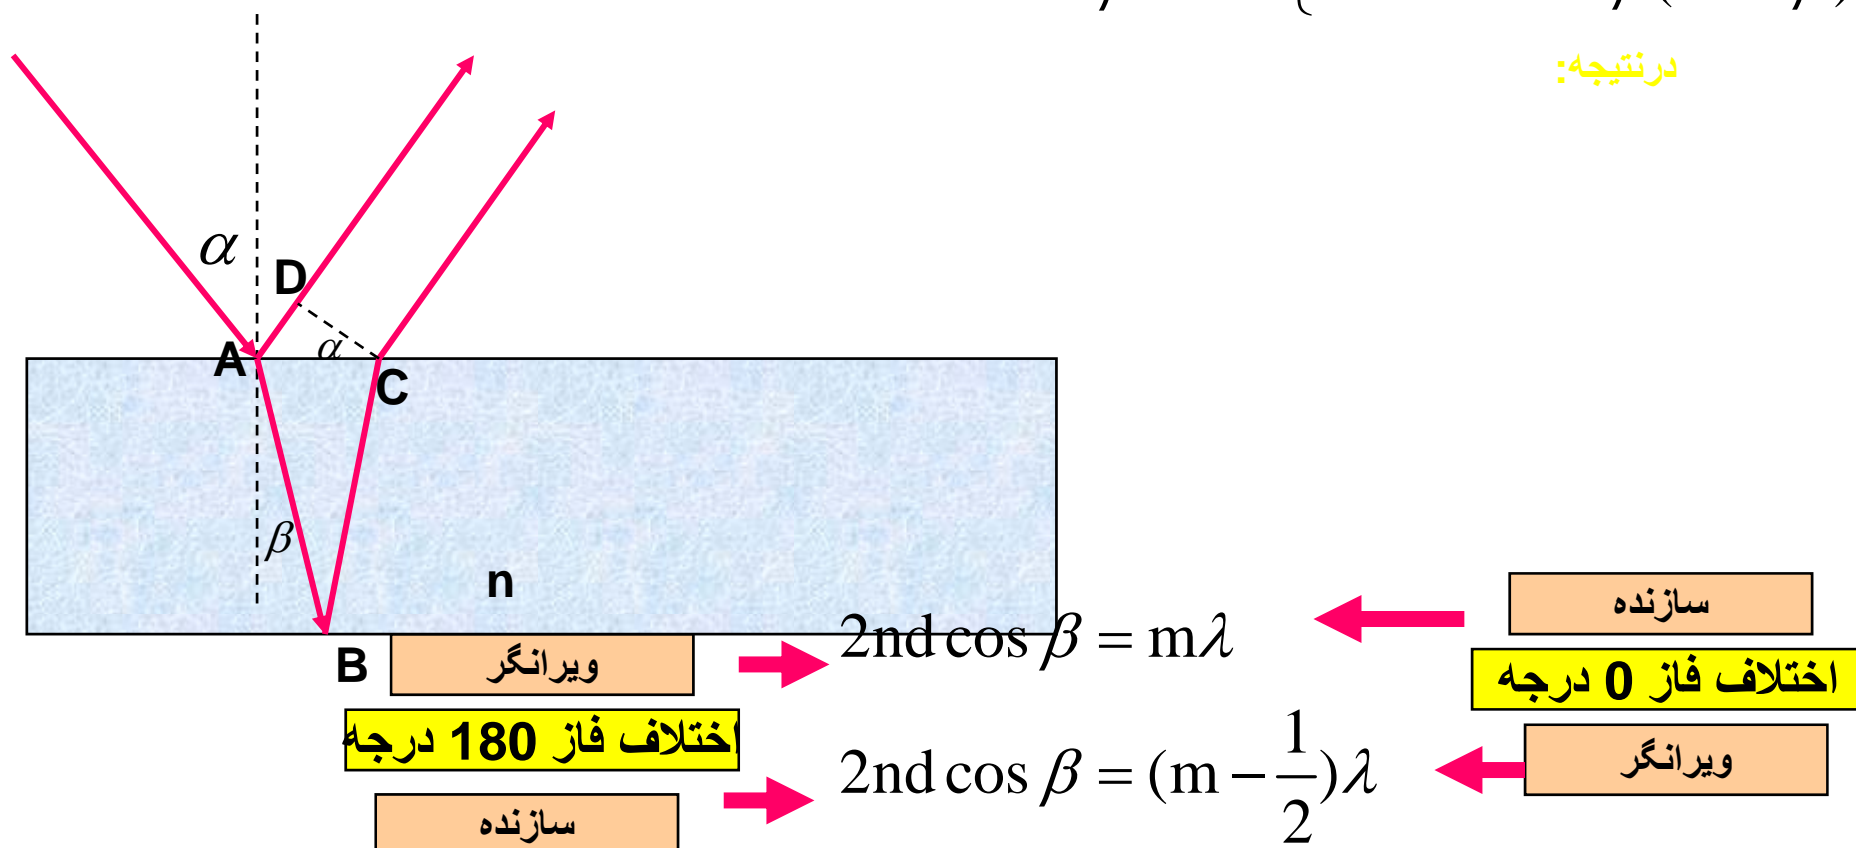 درنتیجه:
α
D
α
A
C
β
n
B
ویرانگر
2nd cos β = mλ
سازنده
اختلاف فاز 0 درجه
اختلاف فاز 180 درجه
2nd cos β = (m − 1/2)λ
ویرانگر
سازنده